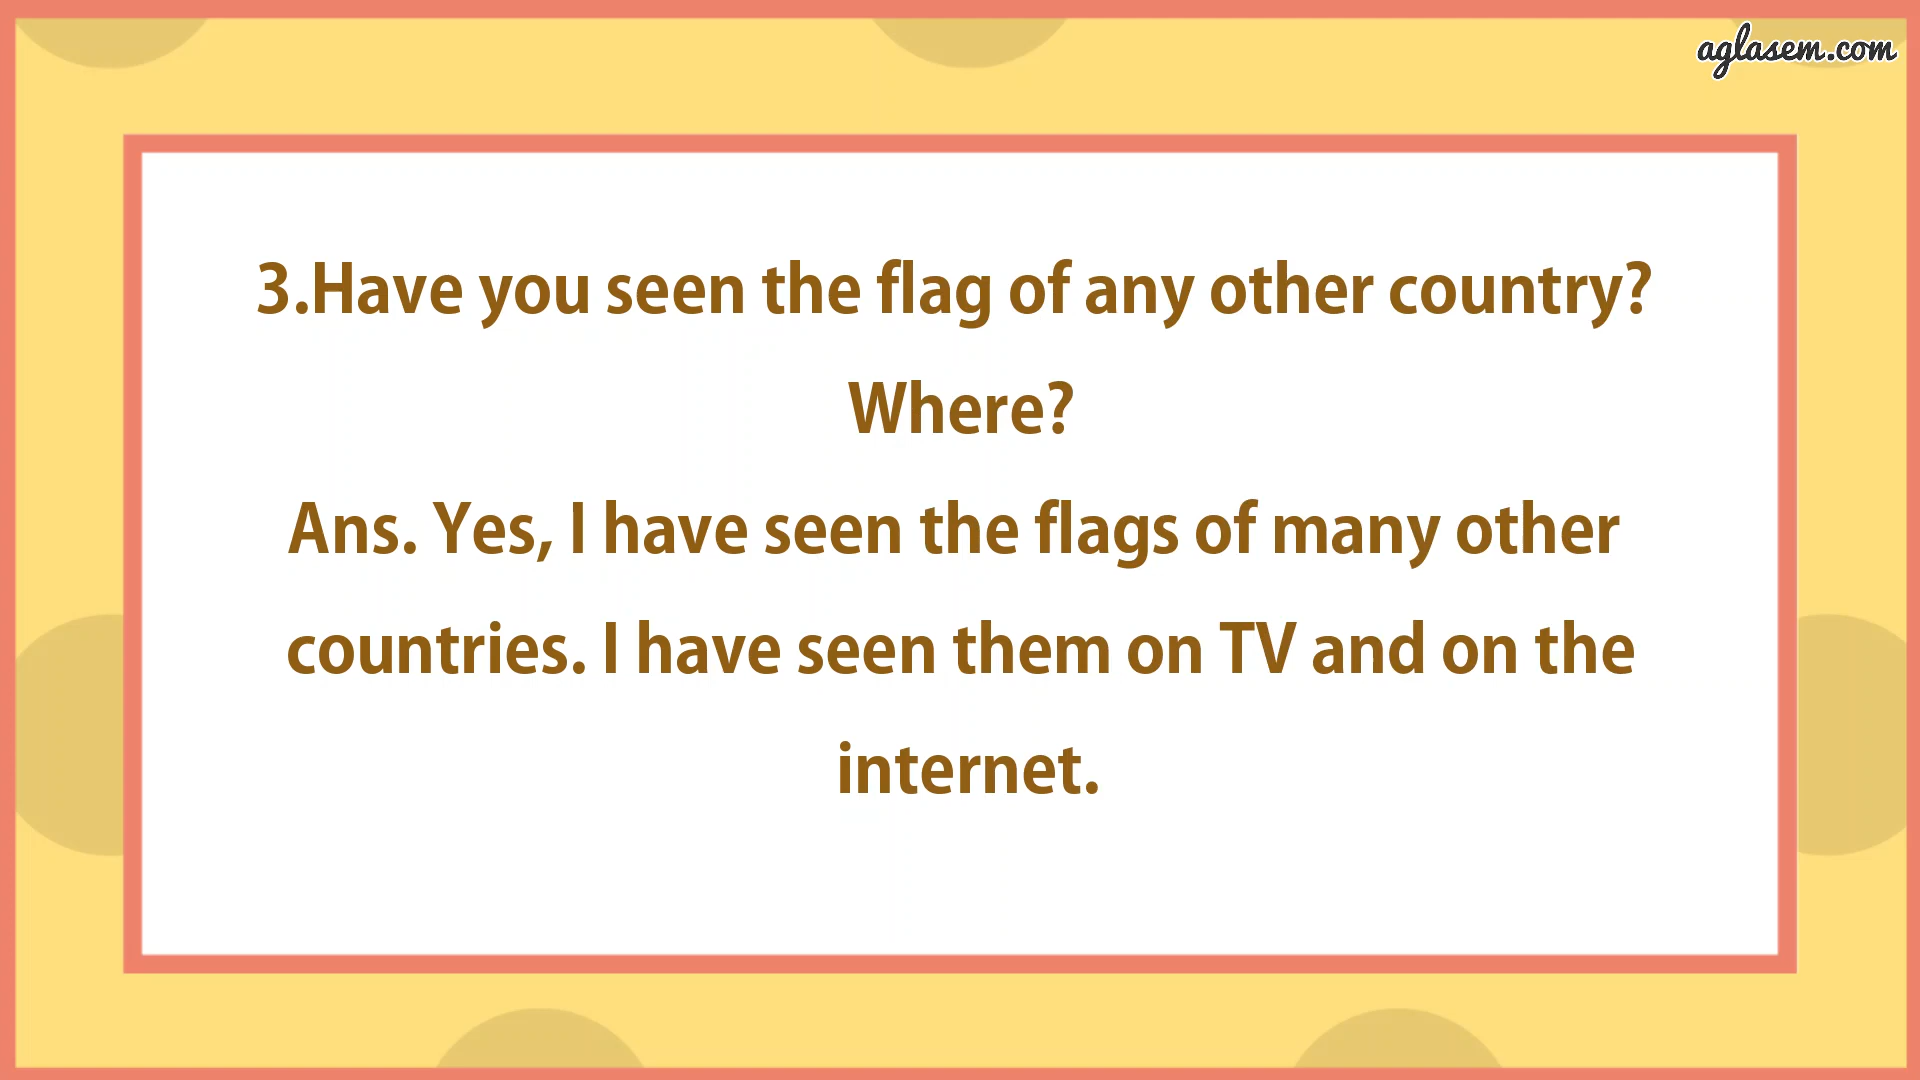 aglasem.com
3.Have you seen the flag of any other country?
Where?
Ans. Yes, I have seen the flags of many other
countries. I have seen them on TV and on the
internet.